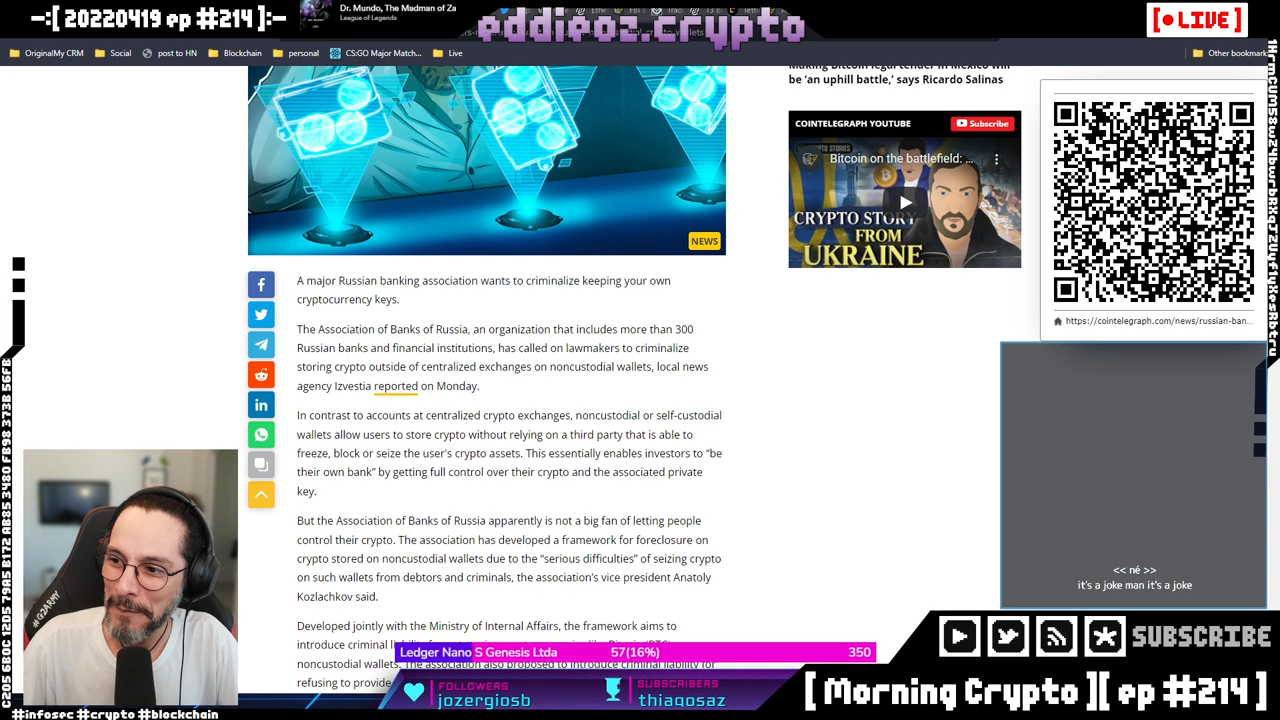 -:[ 20220419 ep #214 ]:-
Dr. Mundo, The Madman of Za
League of Legends
eddieoz.crypto
[ ● LIVE ]
OriginalMy CRM
Social
post to HN
Blockchain
personal
CS:GO Major Match...
Live
Other bookmark
Making Bitcoin legal tender in Mexico will
be ‘an uphill battle,’ says Ricardo Salinas
COINTELEGRAPH YOUTUBE
Subscribe
CRYPTO STORIES
Bitcoin on the battlefield: ...
CRYPTO STORY
FROM
UKRAINE
https://cointelegraph.com/news/russian-ban...
NEWS
A major Russian banking association wants to criminalize keeping your own
cryptocurrency keys.
The Association of Banks of Russia, an organization that includes more than 300
Russian banks and financial institutions, has called on lawmakers to criminalize
storing crypto outside of centralized exchanges on noncustodial wallets, local news
agency Izvestia reported on Monday.
In contrast to accounts at centralized crypto exchanges, noncustodial or self-custodial
wallets allow users to store crypto without relying on a third party that is able to
freeze, block or seize the user's crypto assets. This essentially enables investors to “be
their own bank” by getting full control over their crypto and the associated private
key.
But the Association of Banks of Russia apparently is not a big fan of letting people
control their crypto. The association has developed a framework for foreclosure on
crypto stored on noncustodial wallets due to the “serious difficulties” of seizing crypto
on such wallets from debtors and criminals, the association's vice president Anatoly
Kozlachkov said.
Developed jointly with the Ministry of Internal Affairs, the framework aims to
introduce criminal
noncustodial wallets. The association also proposed to introduce criminal liability for
refusing to provide
<< né >>
it's a joke man it's a joke
Ledger Nano S Genesis Ltda
57(16%)
350
FOLLOWERS
jozergiosb
SUBSCRIBERS
thiagosaz
SUBSCRIBE
[ Morning Crypto ][ ep #214 ]
#infosec #crypto #blockchain